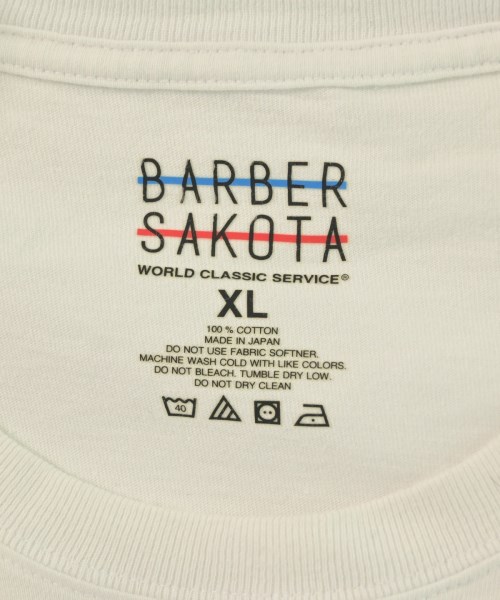 BARBER
SAKOTA
WORLD CLASSIC SERVICE®
XL
100 % COTTON
MADE IN JAPAN
DO NOT USE FABRIC SOFTNER.
MACHINE WASH COLD WITH LIKE COLORS.
DO NOT BLEACH. TUMBLE DRY LOW.
DO NOT DRY CLEAN
40